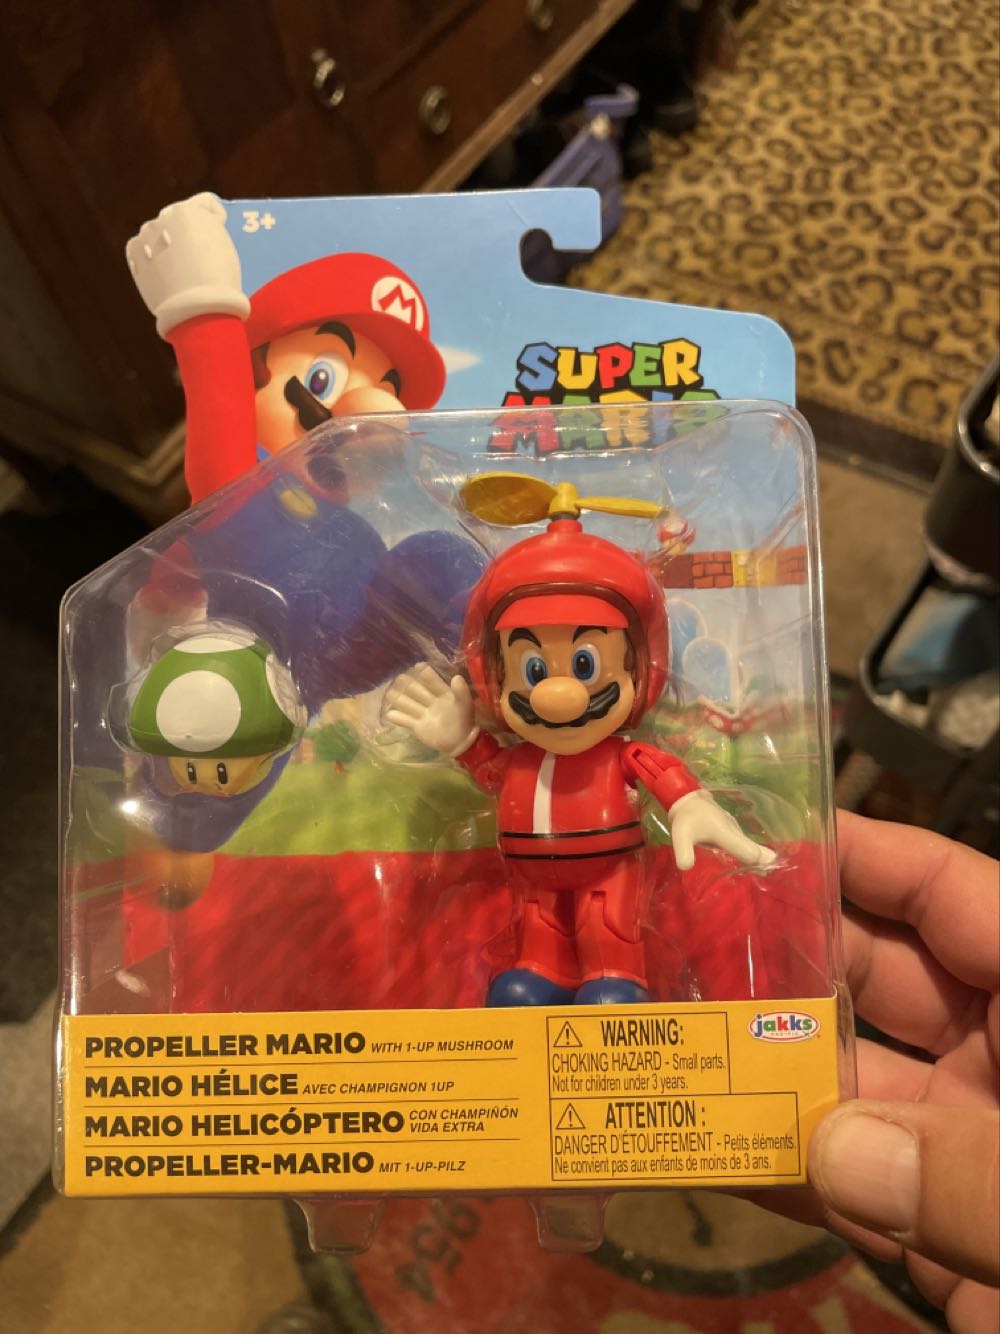 3+
M
SUPER
MARIO
PROPELLER MARIO WITH 1-UP MUSHROOM
MARIO HÉLICE AVEC CHAMPIGNON 1UP
MARIO HELICÓPTERO CON CHAMPIÑÓN
VIDA EXTRA
PROPELLER-MARIO MIT 1-UP-PILZ
WARNING:
CHOKING HAZARD - Small parts.
Not for children under 3 years.
ATTENTION :
DANGER D'ÉTOUFFEMENT - Petits éléments.
Ne convient pas aux enfants de moins de 3 ans.
jakks
PACIFIC
1954